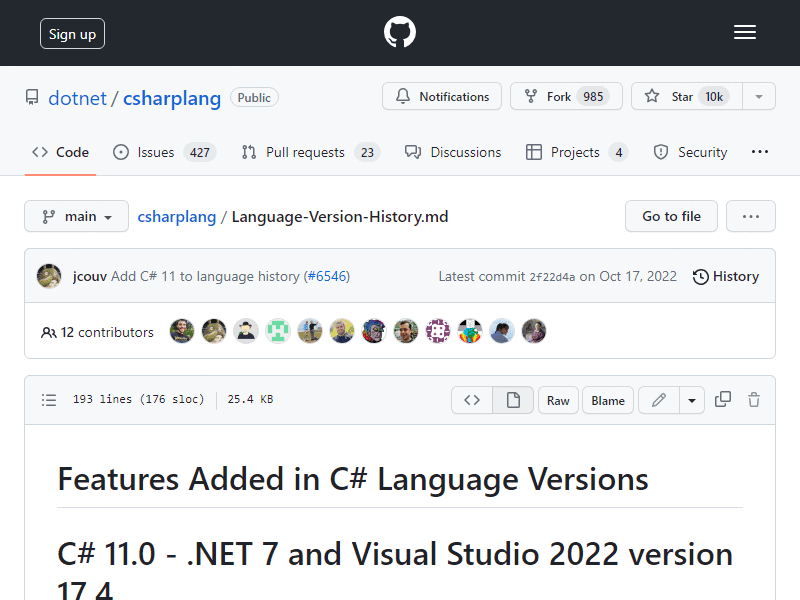 Sign up
dotnet / csharplang Public Notifications Fork 985 Star 10k
Code Issues 427 Pull requests 23 Discussions Projects 4 Security ...
main csharplang / Language-Version-History.md Go to file ...
jcouv Add C# 11 to language history (#6546) Latest commit 2f22d4a on Oct 17, 2022 History
12 contributors
193 lines (176 sloc) 25.4 KB Raw Blame
Features Added in C# Language Versions
C# 11.0 - .NET 7 and Visual Studio 2022 version
17.4